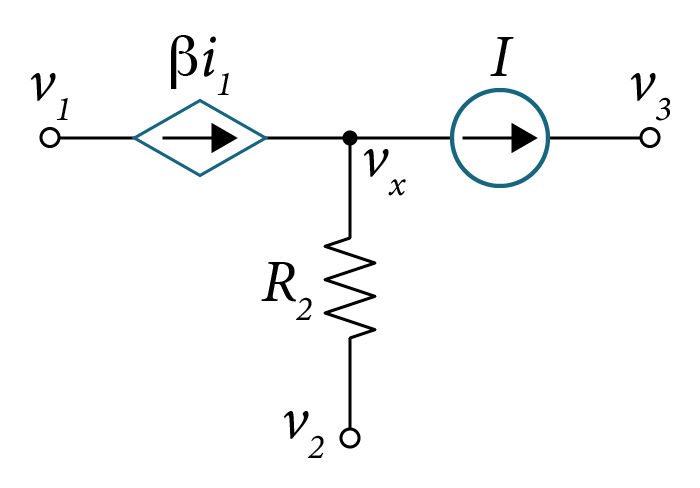 βi₁
I
v₁
v₃
vₓ
R₂
v₂